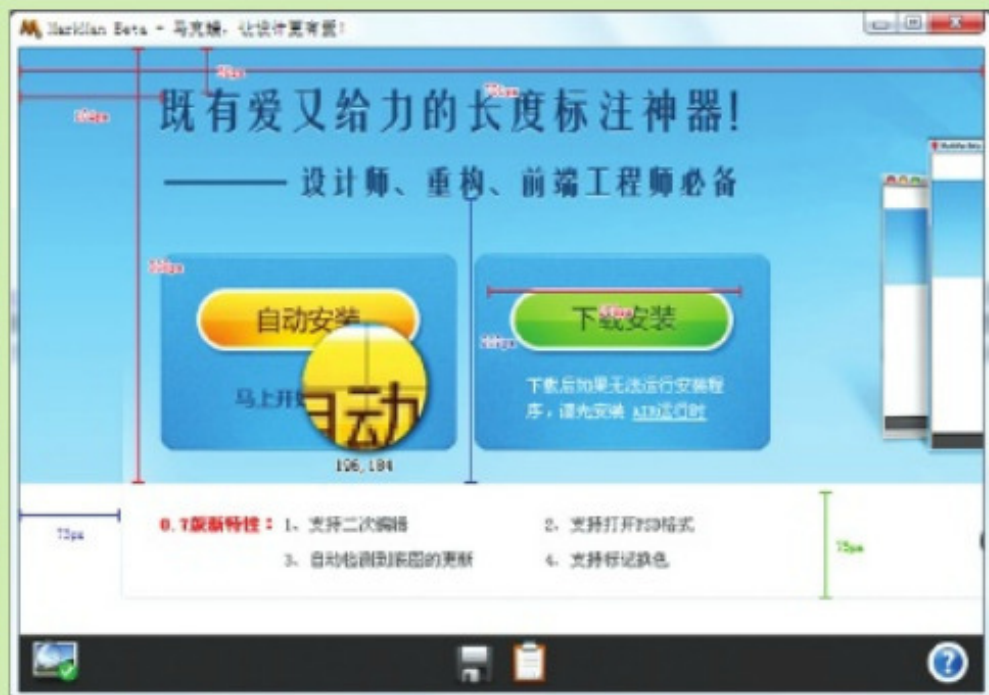 MarkMan Beta - 马克鳗，让设计更有爱！
既有爱又给力的长度标注神器！
设计师、重构、前端工程师必备
自动安装
下载安装
马上开
自动
下载后如果无法运行安装程
序，请先安装 AIR运行时
196,184
75px
0.7版新特性：
1、支持二次编辑
2、支持打开PSD格式
3、自动检测到底图的更新
4、支持标记换色
75px